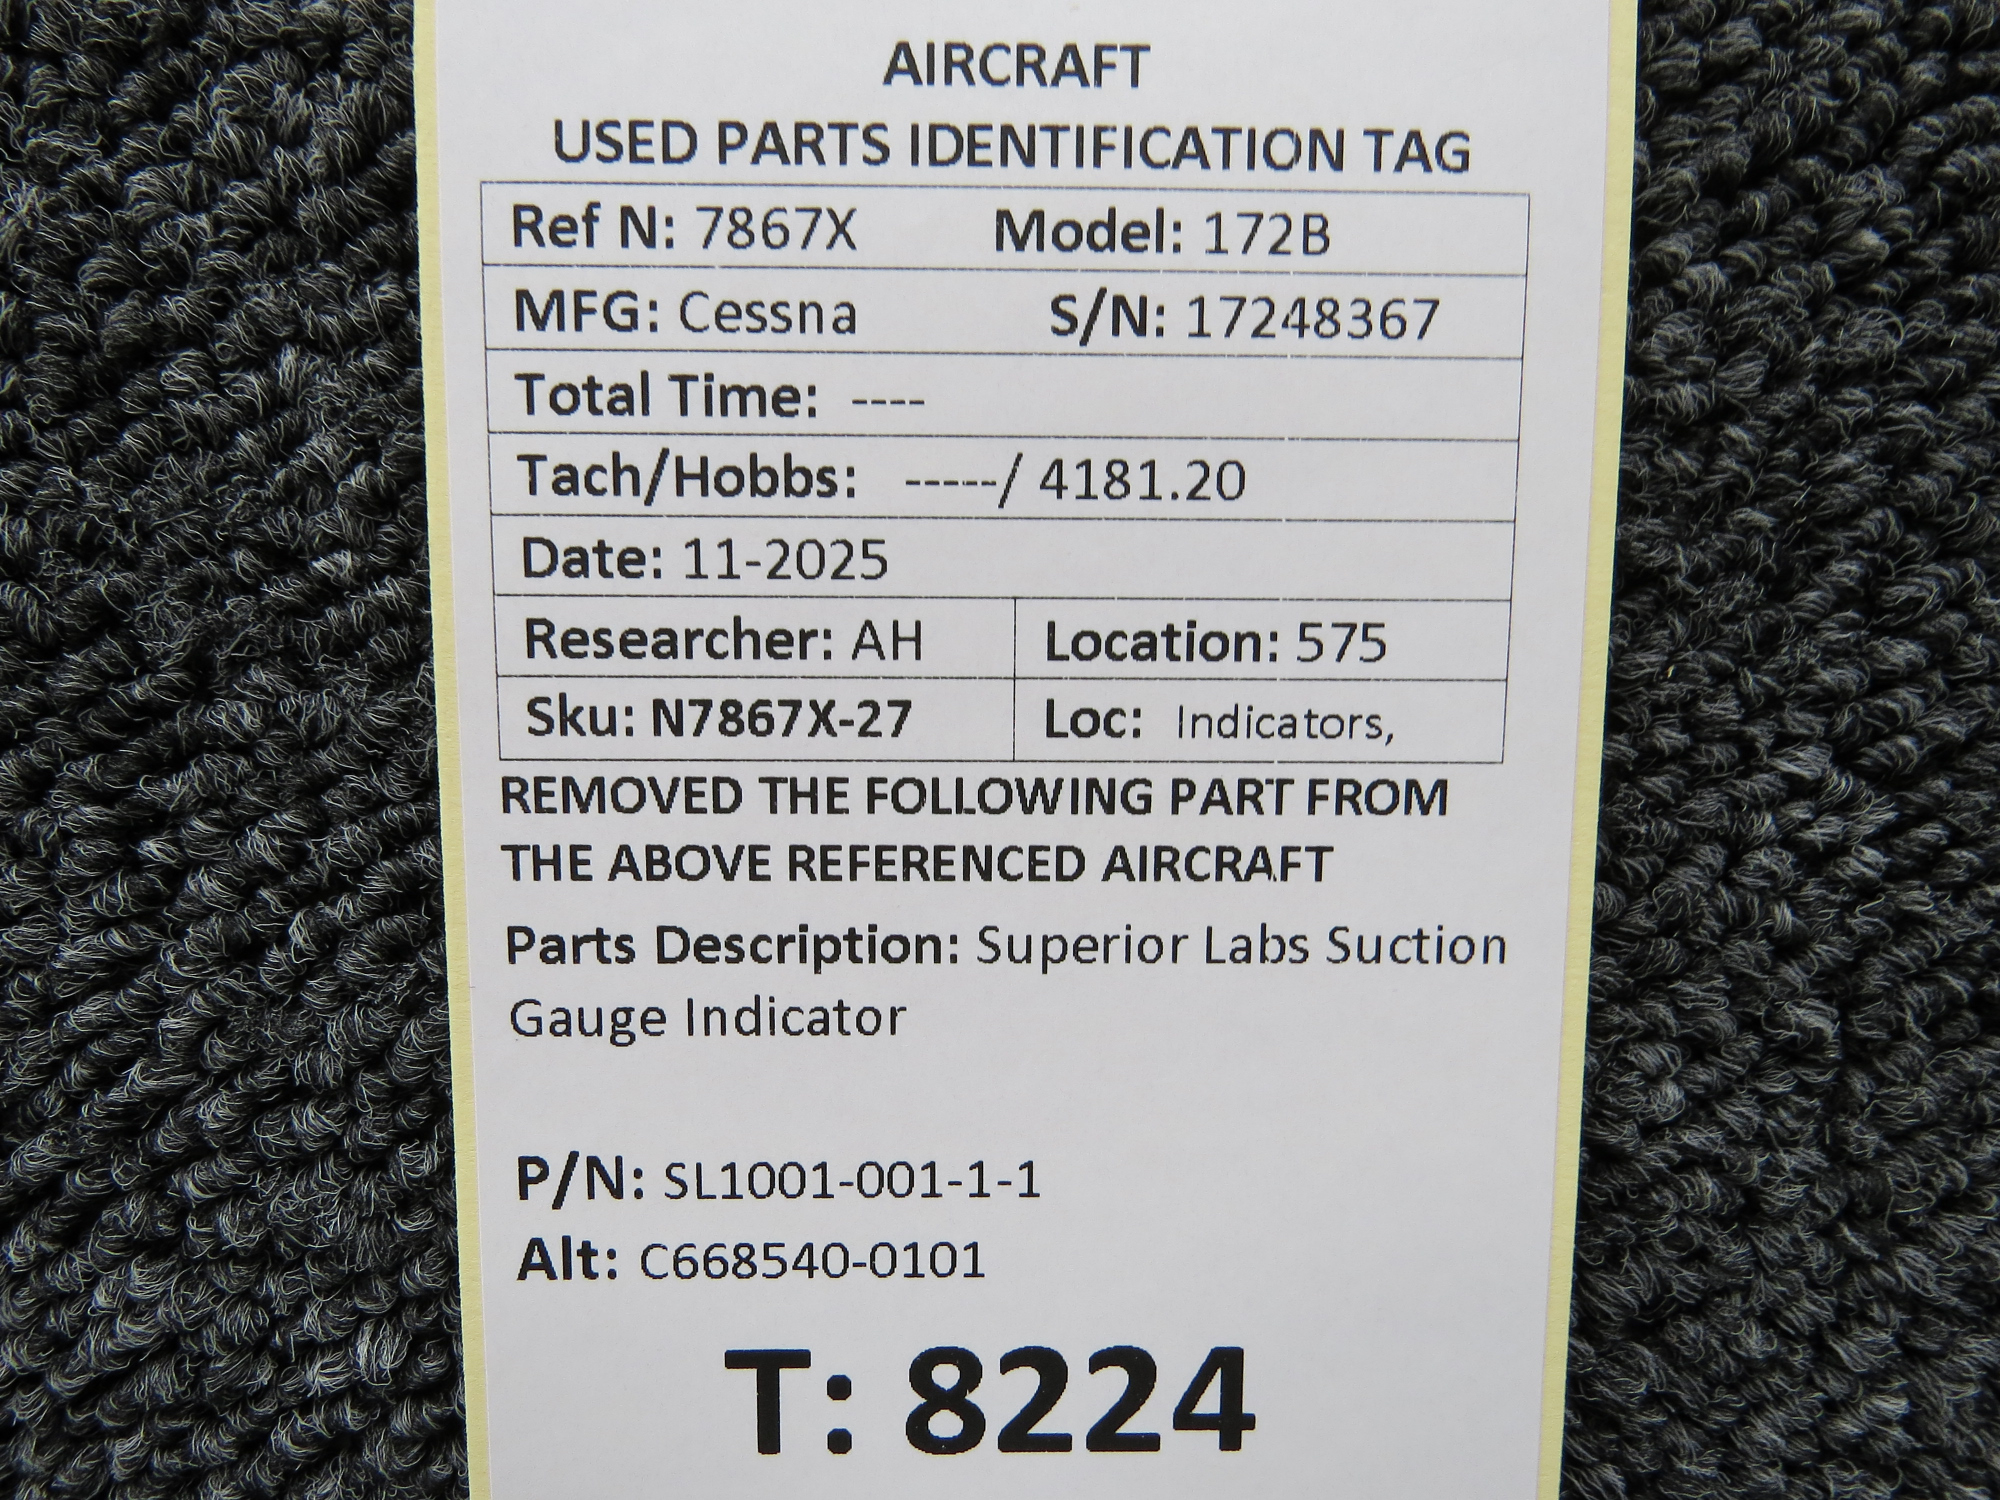 AIRCRAFT
USED PARTS IDENTIFICATION TAG
Ref N: 7867X Model: 172B
MFG: Cessna S/N: 17248367
Total Time: ----
Tach/Hobbs: -----/ 4181.20
Date: 11-2025
Researcher: AH Location: 575
Sku: N7867X-27 Loc: Indicators,
REMOVED THE FOLLOWING PART FROM
THE ABOVE REFERENCED AIRCRAFT
Parts Description: Superior Labs Suction
Gauge Indicator
P/N: SL1001-001-1-1
Alt: C668540-0101
T: 8224